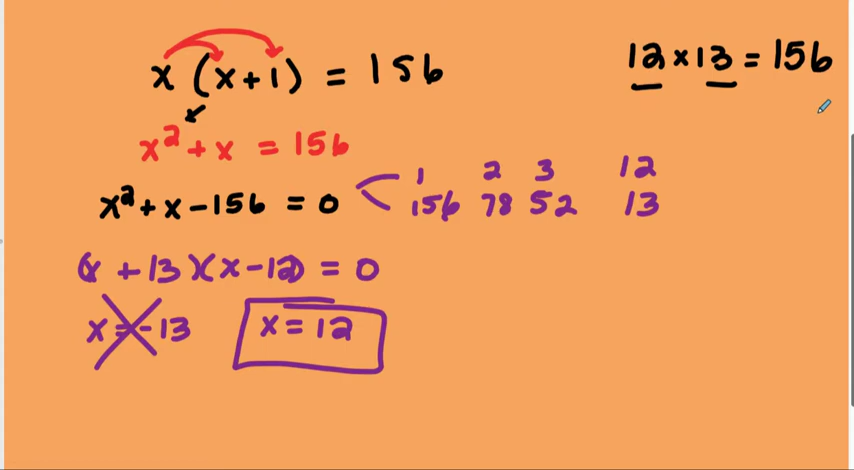 x (x+1) = 156
12 × 13 = 156
x² + x = 156
x² + x - 156 = 0
1 2 3 12
156 78 52 13
(x + 13)(x - 12) = 0
x = -13
x = 12